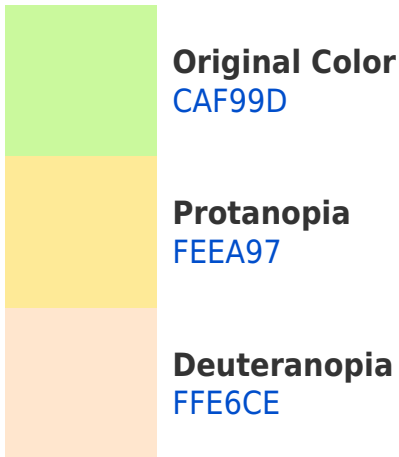 Original Color
CAF99D
Protanopia
FEEA97
Deuteranopia
FFE6CE